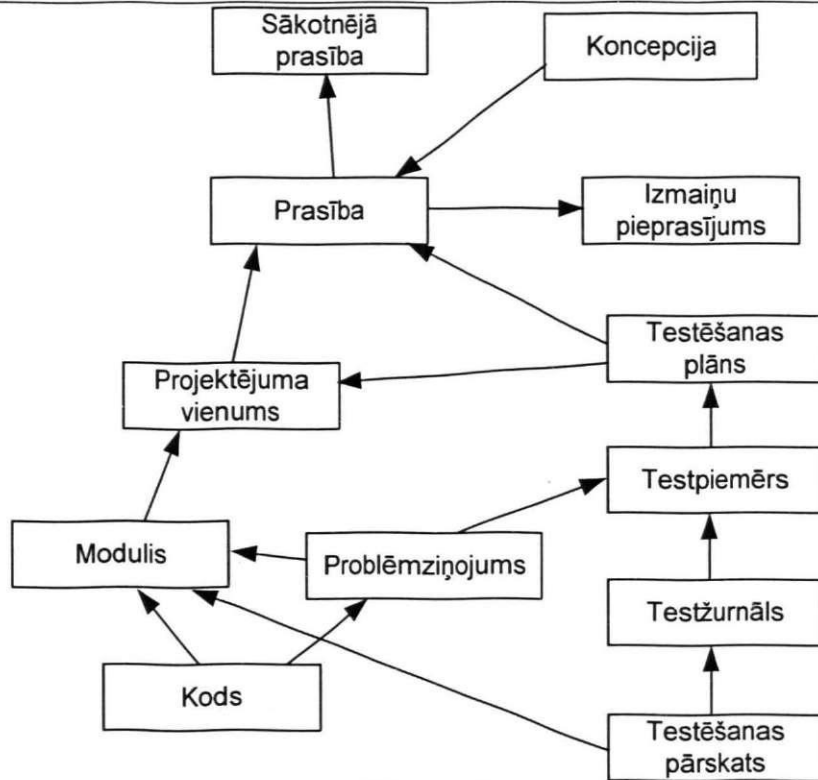 Sākotnējā
prasība
Koncepcija
Prasība
Izmaiņu
pieprasījums
Testēšanas
plāns
Projektējuma
vienums
Testpiemērs
Modulis
Problēmziņojums
Testžurnāls
Kods
Testēšanas
pārskats